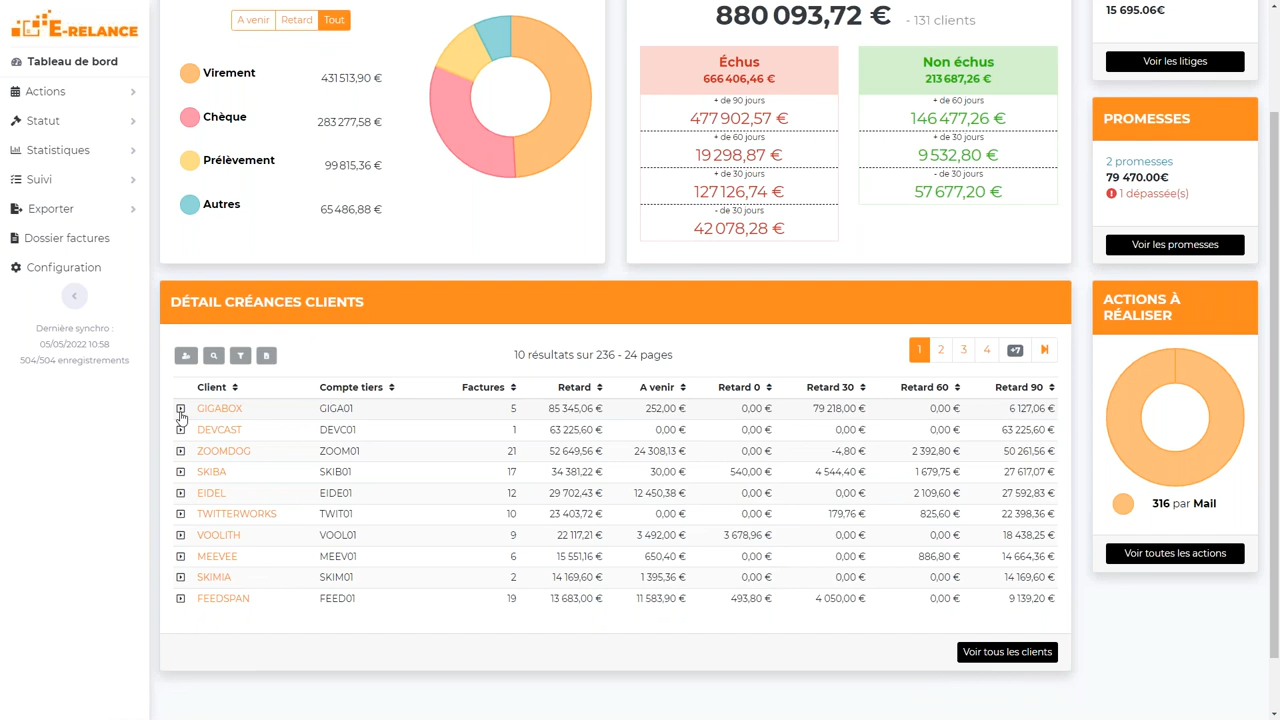 E-RELANCE
Tableau de bord
Actions
Statut
Statistiques
Suivi
Exporter
Dossier factures
Configuration
Dernière synchro :
05/05/2022 10:58
504/504 enregistrements
A venir Retard Tout
Virement 431 513,90 €
Chèque 283 277,58 €
Prélèvement 99 815,36 €
Autres 65 486,88 €
880 093,72 € - 131 clients
Échus
666 406,46 €
+ de 90 jours
477 902,57 €
+ de 60 jours
19 298,87 €
+ de 30 jours
127 126,74 €
- de 30 jours
42 078,28 €
Non échus
213 687,26 €
+ de 60 jours
146 477,26 €
+ de 30 jours
9 532,80 €
- de 30 jours
57 677,20 €
15 695.06€
Voir les litiges
PROMESSES
2 promesses
79 470.00€
1 dépassée(s)
Voir les promesses
DÉTAIL CRÉANCES CLIENTS
10 résultats sur 236 - 24 pages
1 2 3 4 +7
Client Compte tiers Factures Retard A venir Retard 0 Retard 30 Retard 60 Retard 90
GIGABOX GIGA01 5 85 345,06 € 252,00 € 0,00 € 79 218,00 € 0,00 € 6 127,06 €
DEVCAST DEVC01 1 63 225,60 € 0,00 € 0,00 € 0,00 € 0,00 € 63 225,60 €
ZOOMDOG ZOOM01 21 52 649,56 € 24 308,13 € 0,00 € -4,80 € 2 392,80 € 50 261,56 €
SKIBA SKIB01 17 34 381,22 € 30,00 € 540,00 € 4 544,40 € 1 679,75 € 27 617,07 €
EIDEL EIDE01 12 29 702,43 € 12 450,38 € 0,00 € 0,00 € 2 109,60 € 27 592,83 €
TWITTERWORKS TWIT01 10 23 403,72 € 0,00 € 0,00 € 179,76 € 825,60 € 22 398,36 €
VOOLITH VOOL01 9 22 117,21 € 3 492,00 € 3 678,96 € 0,00 € 0,00 € 18 438,25 €
MEEVEE MEEV01 6 15 551,16 € 650,40 € 0,00 € 0,00 € 886,80 € 14 664,36 €
SKIMIA SKIM01 2 14 169,60 € 1 395,36 € 0,00 € 0,00 € 0,00 € 14 169,60 €
FEEDSPAN FEED01 19 13 683,00 € 11 583,90 € 493,80 € 4 050,00 € 0,00 € 9 139,20 €
Voir tous les clients
ACTIONS À
RÉALISER
316 par Mail
Voir toutes les actions